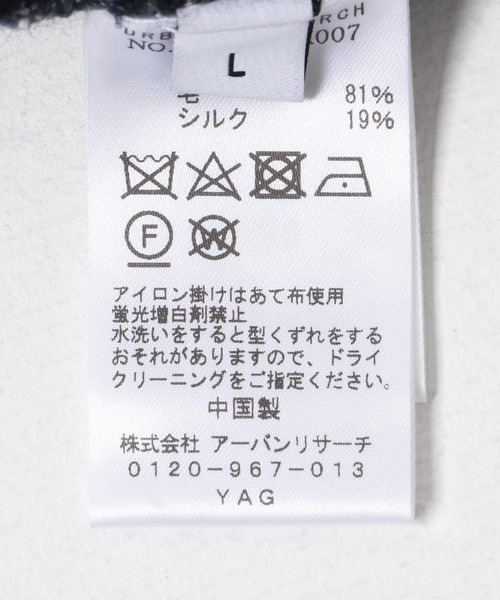 L
毛 81%
シルク 19%
F
W
アイロン掛けはあて布使用
蛍光増白剤禁止
水洗いをすると型くずれをする
おそれがありますので、ドライ
クリーニングをご指定ください。
中国製
株式会社 アーバンリサーチ
0120-967-013
YAG